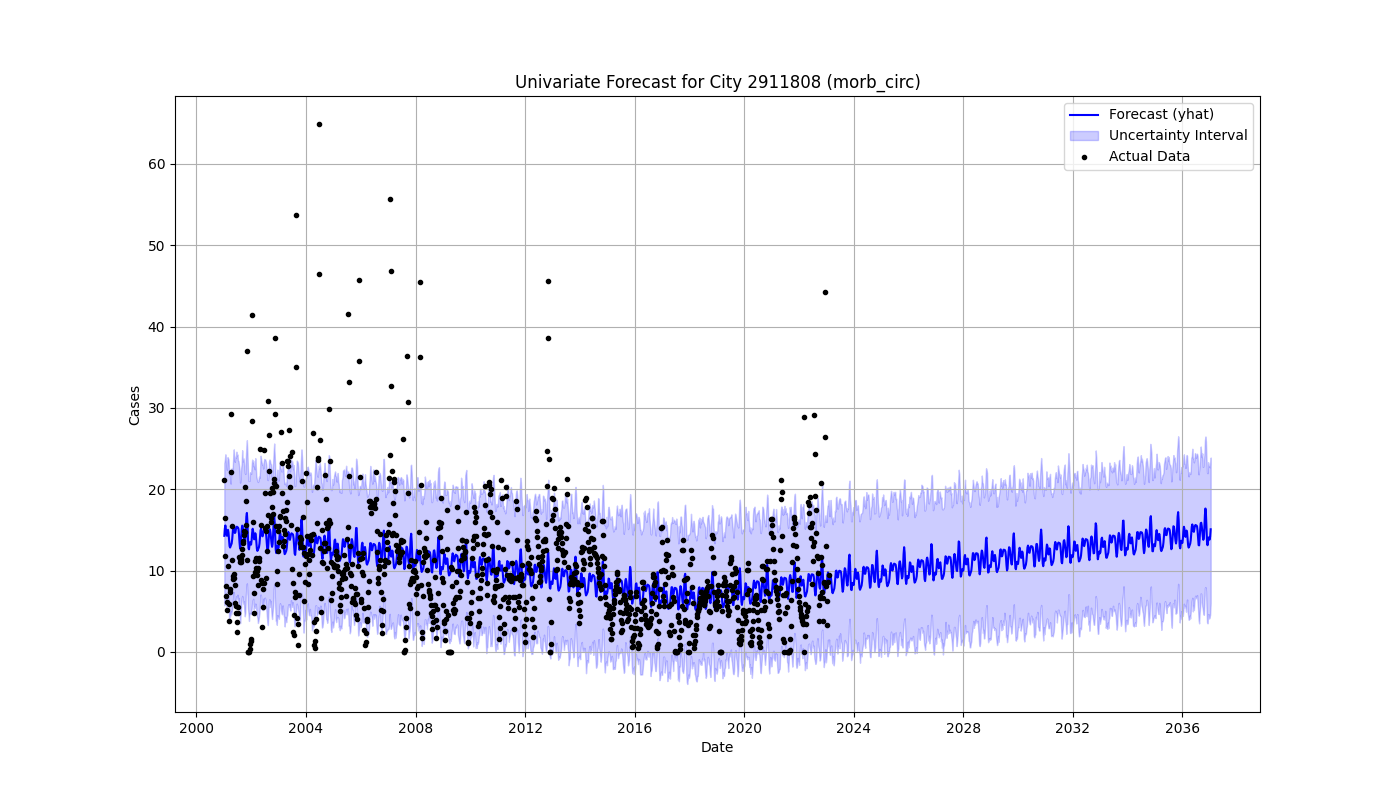 Univariate Forecast for City 2911808 (morb_circ)
Forecast (yhat)
Uncertainty Interval
Actual Data
60
50
40
30
20
10
0
Cases
2000 2004 2008 2012 2016 2020 2024 2028 2032 2036
Date